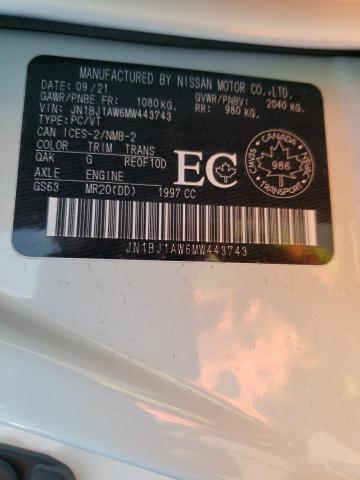 MANUFACTURED BY NISSAN MOTOR CO.,LTD.
DATE: 09/21
GVWR/PNBV: 2040 KG.
GAWR/PNBE FR: 1080 KG. RR: 980 KG.
VIN: JN1BJ1AW6MW443743
TYPE: PC/VT
CAN ICES-2/NMB-2
COLOR TRIM TRANS
QAK G RE0F10D
AXLE ENGINE
GS63 MR20(DD) 1997 CC
EC
CANADA
986
TRANSPORT
JN1BJ1AW6MW443743